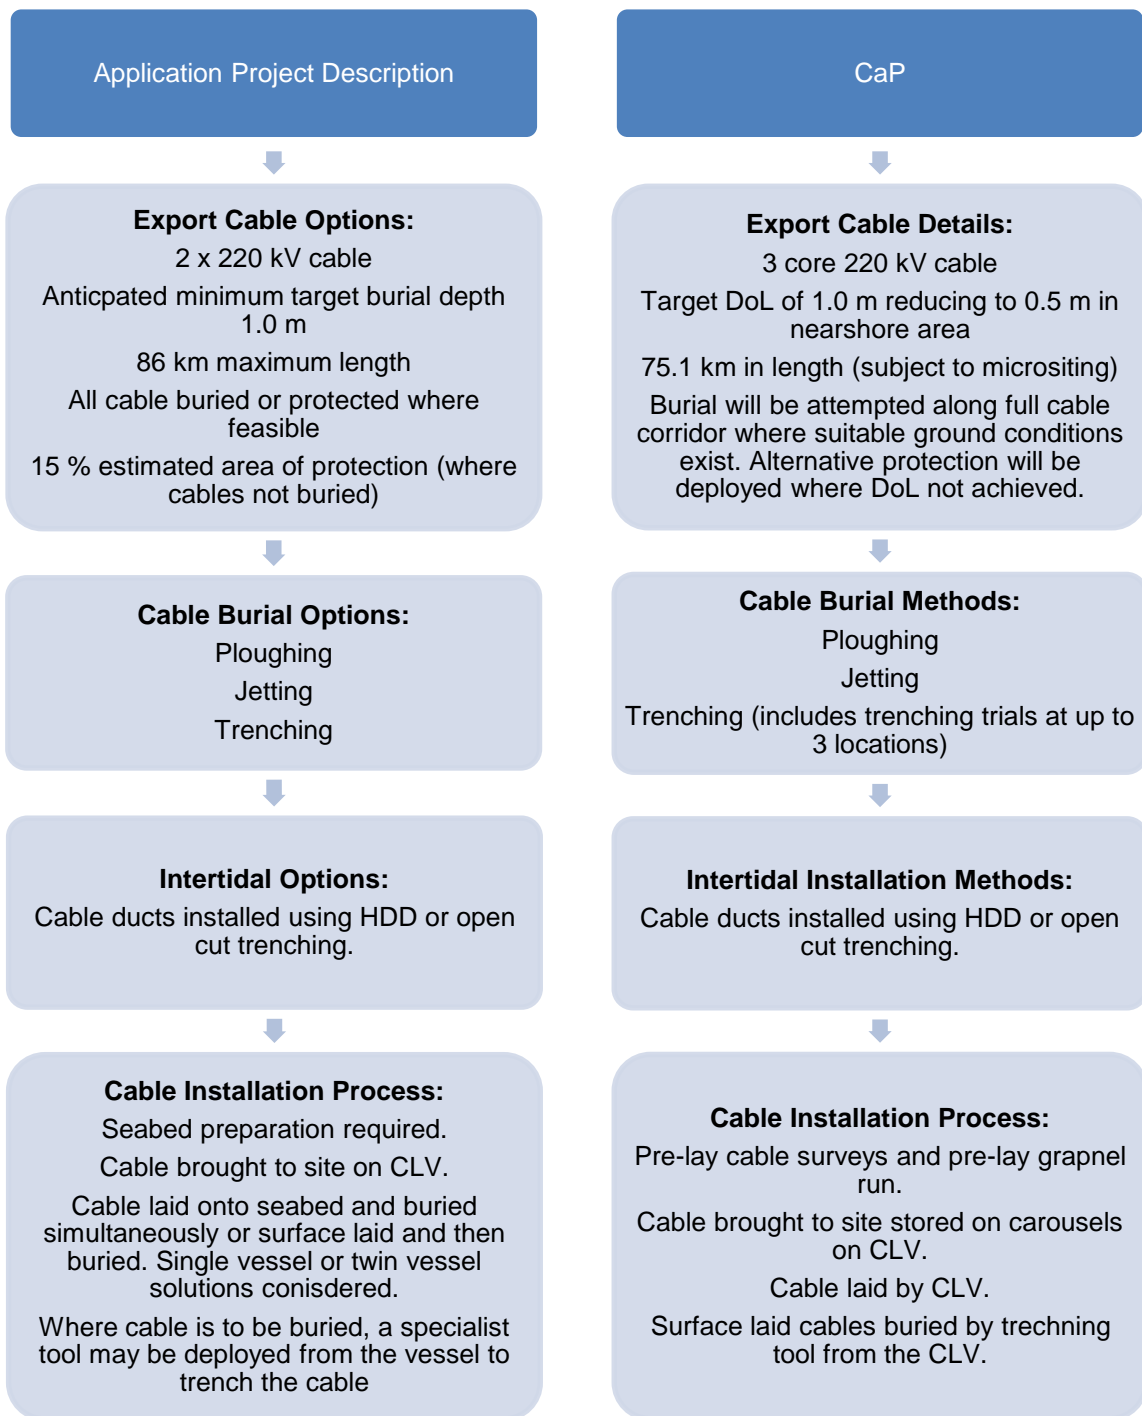 Application Project Description
Export Cable Options:
2 x 220 kV cable
Anticpated minimum target burial depth
1.0 m
86 km maximum length
All cable buried or protected where
feasible
15 % estimated area of protection (where
cables not buried)
Cable Burial Options:
Ploughing
Jetting
Trenching
Intertidal Options:
Cable ducts installed using HDD or open
cut trenching.
Cable Installation Process:
Seabed preparation required.
Cable brought to site on CLV.
Cable laid onto seabed and buried
simultaneously or surface laid and then
buried. Single vessel or twin vessel
solutions conisdered.
Where cable is to be buried, a specialist
tool may be deployed from the vessel to
trench the cable
CaP
Export Cable Details:
3 core 220 kV cable
Target DoL of 1.0 m reducing to 0.5 m in
nearshore area
75.1 km in length (subject to micrositing)
Burial will be attempted along full cable
corridor where suitable ground conditions
exist. Alternative protection will be
deployed where DoL not achieved.
Cable Burial Methods:
Ploughing
Jetting
Trenching (includes trenching trials at up to
3 locations)
Intertidal Installation Methods:
Cable ducts installed using HDD or open
cut trenching.
Cable Installation Process:
Pre-lay cable surveys and pre-lay grapnel
run.
Cable brought to site stored on carousels
on CLV.
Cable laid by CLV.
Surface laid cables buried by trechning
tool from the CLV.